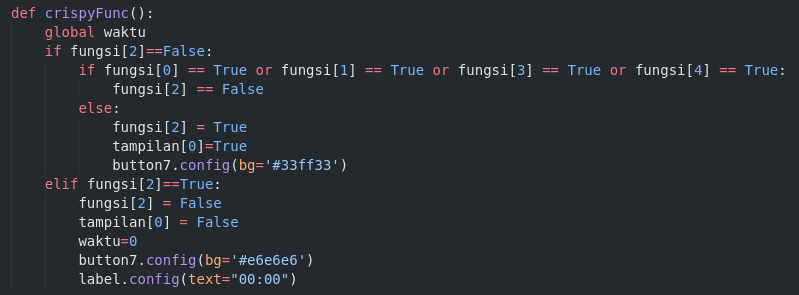 def crispyFunc():
    global waktu
    if fungsi[2]==False:
        if fungsi[0] == True or fungsi[1] == True or fungsi[3] == True or fungsi[4] == True:
            fungsi[2] == False
        else:
            fungsi[2] = True
            tampilan[0]=True
            button7.config(bg='#33ff33')
    elif fungsi[2]==True:
        fungsi[2] = False
        tampilan[0] = False
        waktu=0
        button7.config(bg='#e6e6e6')
        label.config(text="00:00")